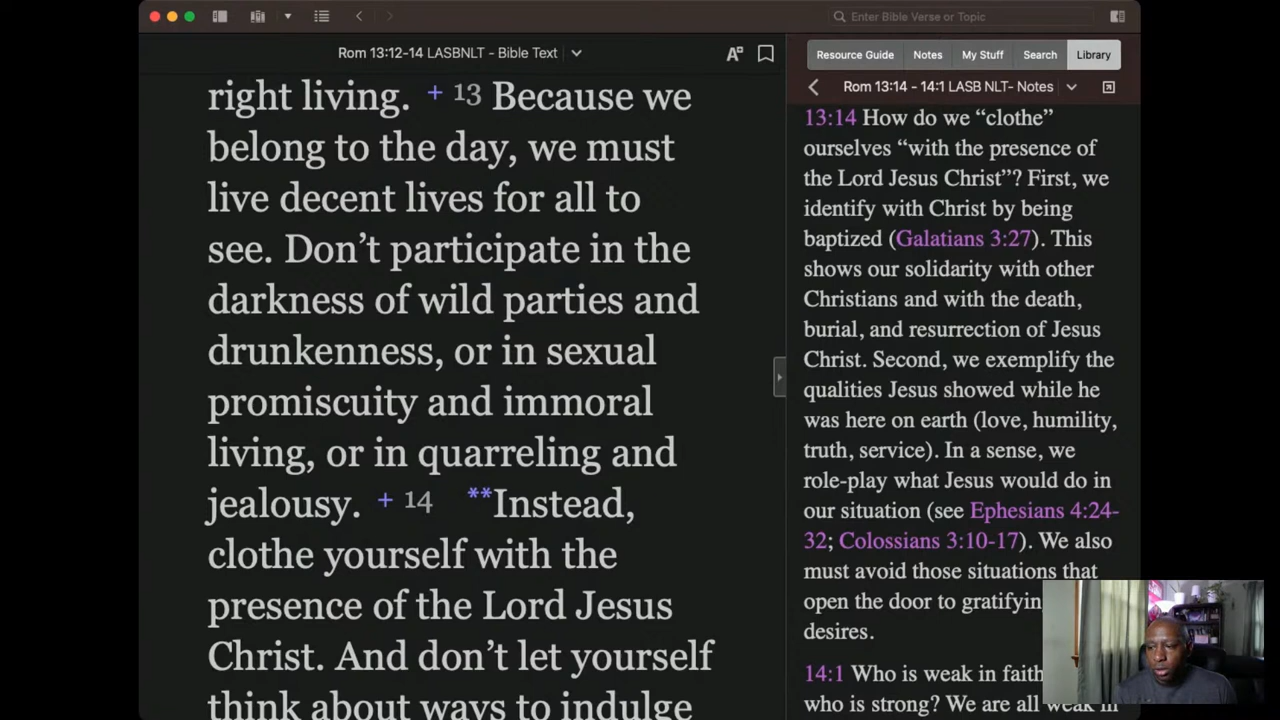 Enter Bible Verse or Topic
Rom 13:12-14 LASBNLT - Bible Text
right living. + 13 Because we
belong to the day, we must
live decent lives for all to
see. Don’t participate in the
darkness of wild parties and
drunkenness, or in sexual
promiscuity and immoral
living, or in quarreling and
jealousy. + 14 **Instead,
clothe yourself with the
presence of the Lord Jesus
Christ. And don’t let yourself
think about ways to indulge
Resource Guide Notes My Stuff Search Library
Rom 13:14 - 14:1 LASB NLT- Notes
13:14 How do we “clothe”
ourselves “with the presence of
the Lord Jesus Christ”? First, we
identify with Christ by being
baptized (Galatians 3:27). This
shows our solidarity with other
Christians and with the death,
burial, and resurrection of Jesus
Christ. Second, we exemplify the
qualities Jesus showed while he
was here on earth (love, humility,
truth, service). In a sense, we
role-play what Jesus would do in
our situation (see Ephesians 4:24-
32; Colossians 3:10-17). We also
must avoid those situations that
open the door to gratifying
desires.
14:1 Who is weak in faith
who is strong? We are all weak in